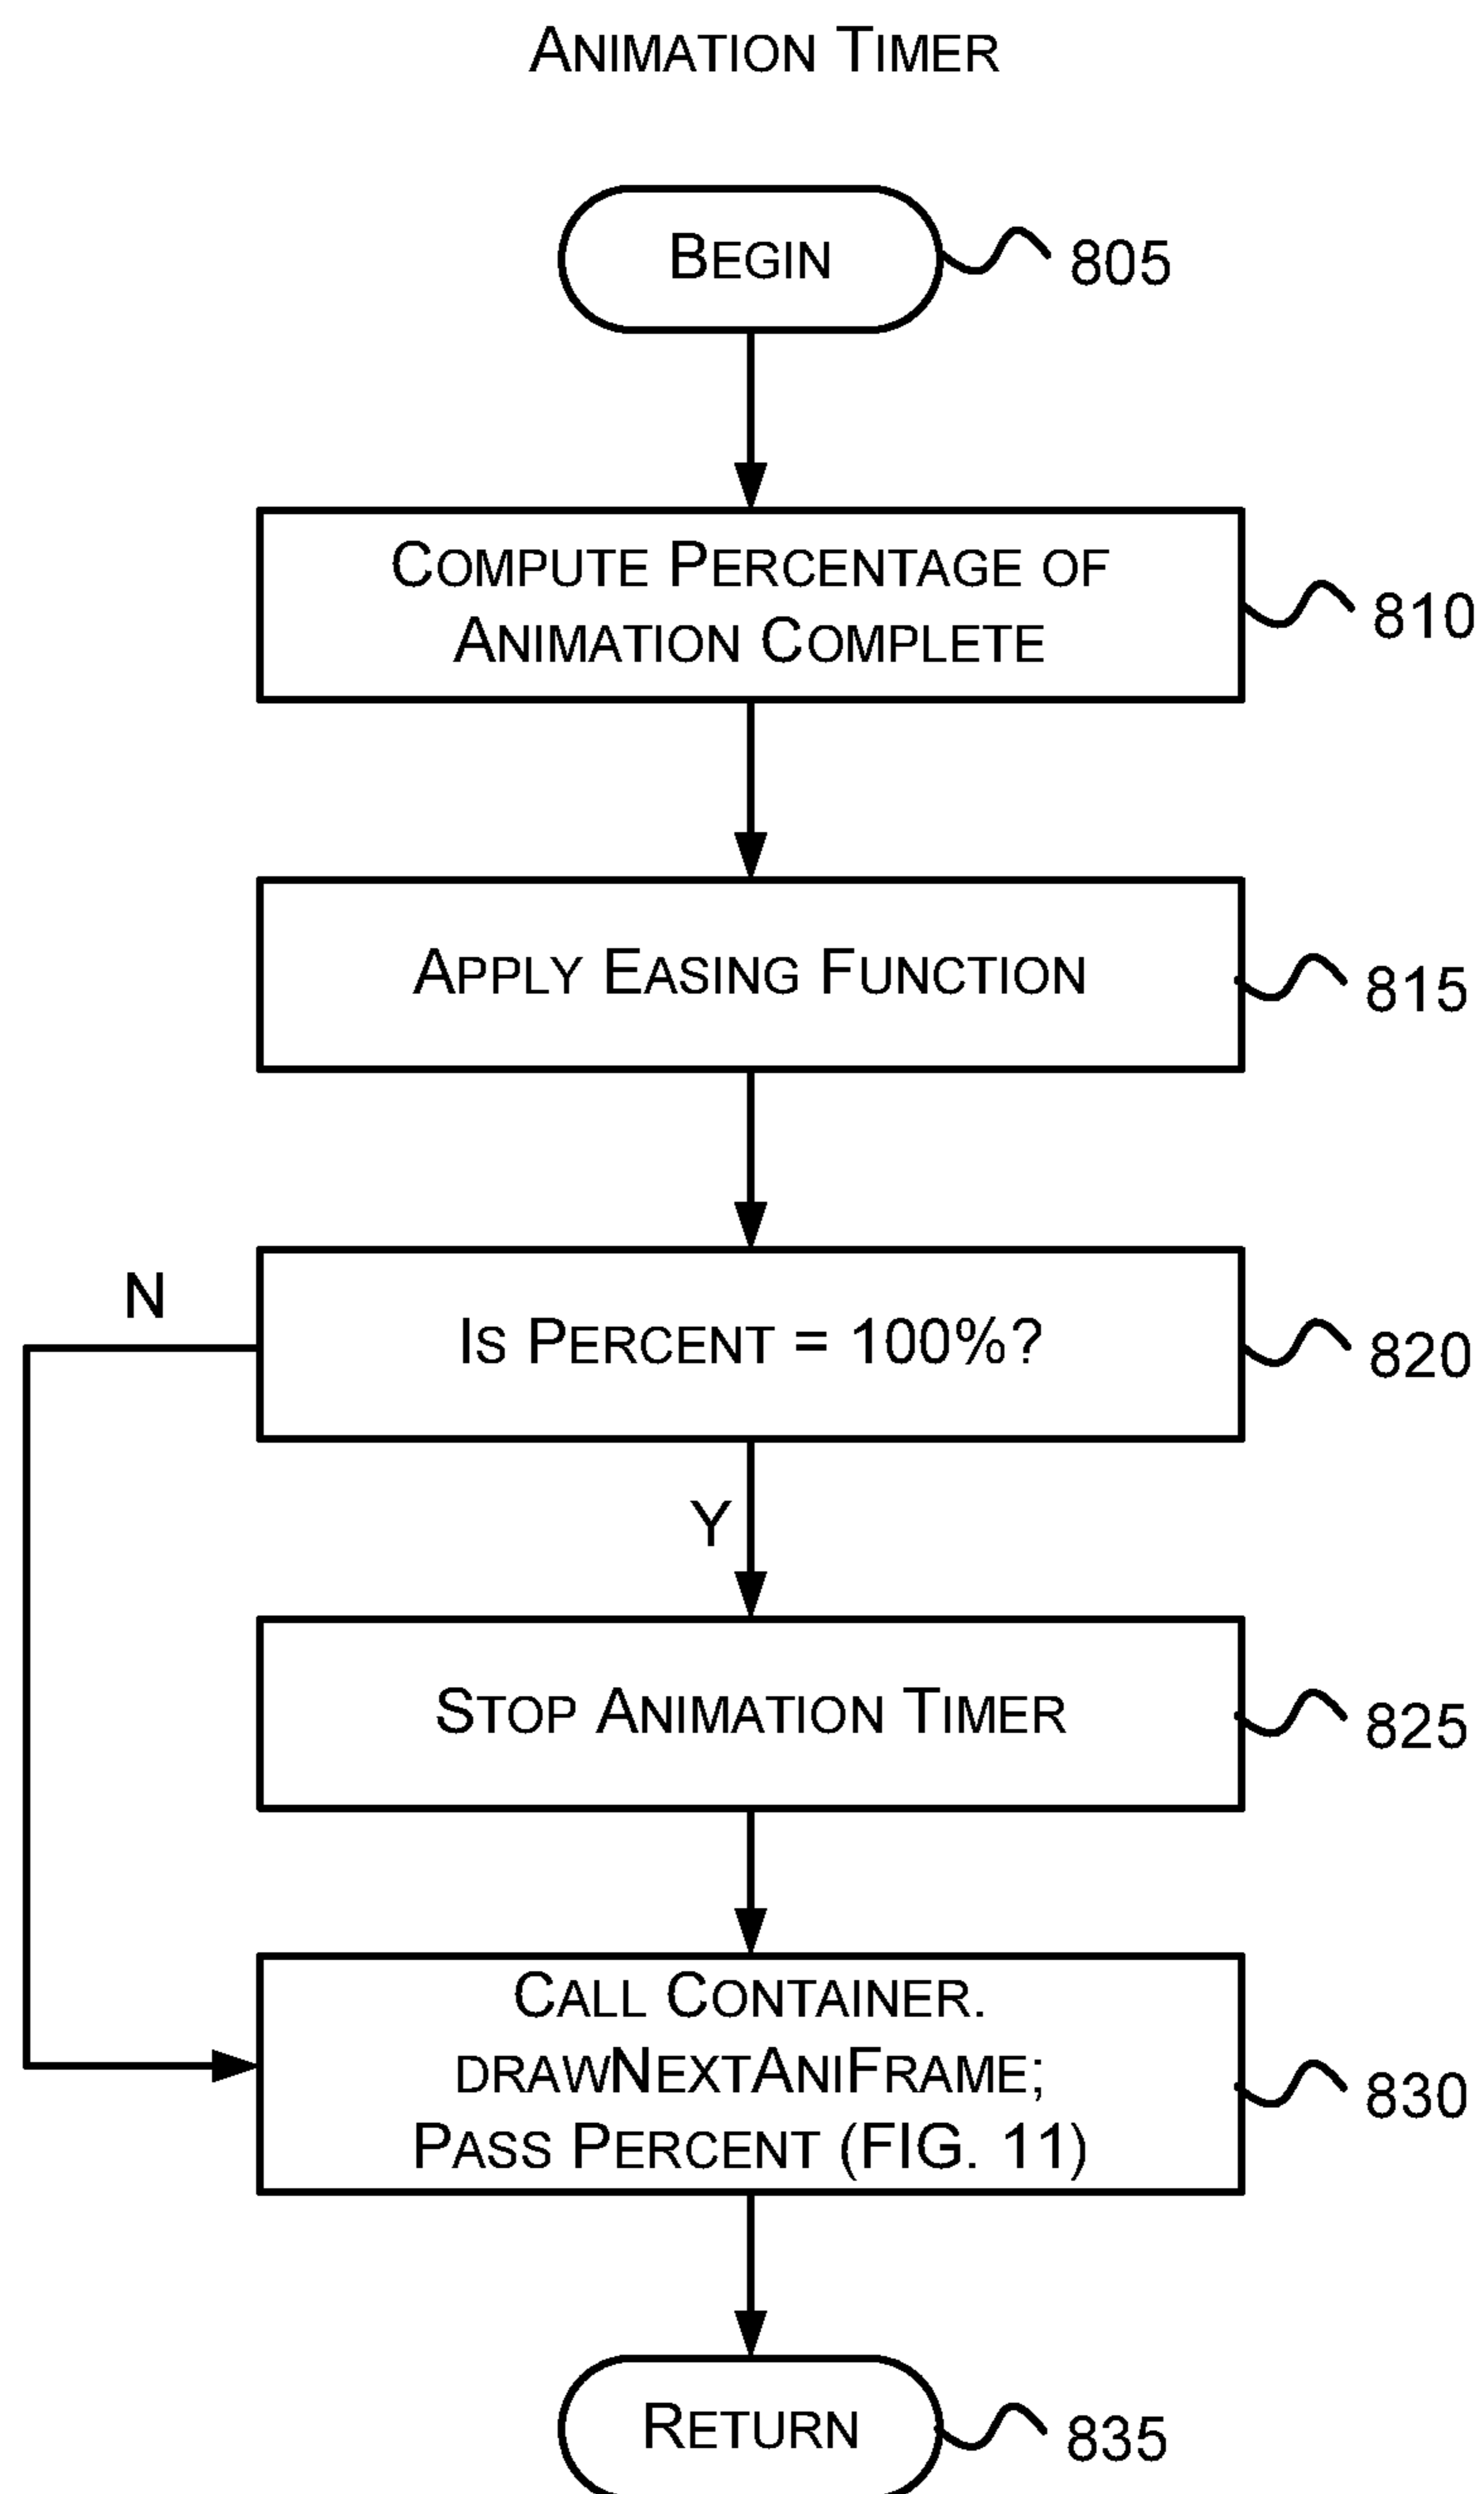 ANIMATION TIMER
BEGIN
805
COMPUTE PERCENTAGE OF
ANIMATION COMPLETE
810
APPLY EASING FUNCTION
815
N
IS PERCENT = 100%?
820
Y
STOP ANIMATION TIMER
825
CALL CONTAINER.
DRAWNEXTANIFRAME;
PASS PERCENT (FIG. 11)
830
RETURN
835